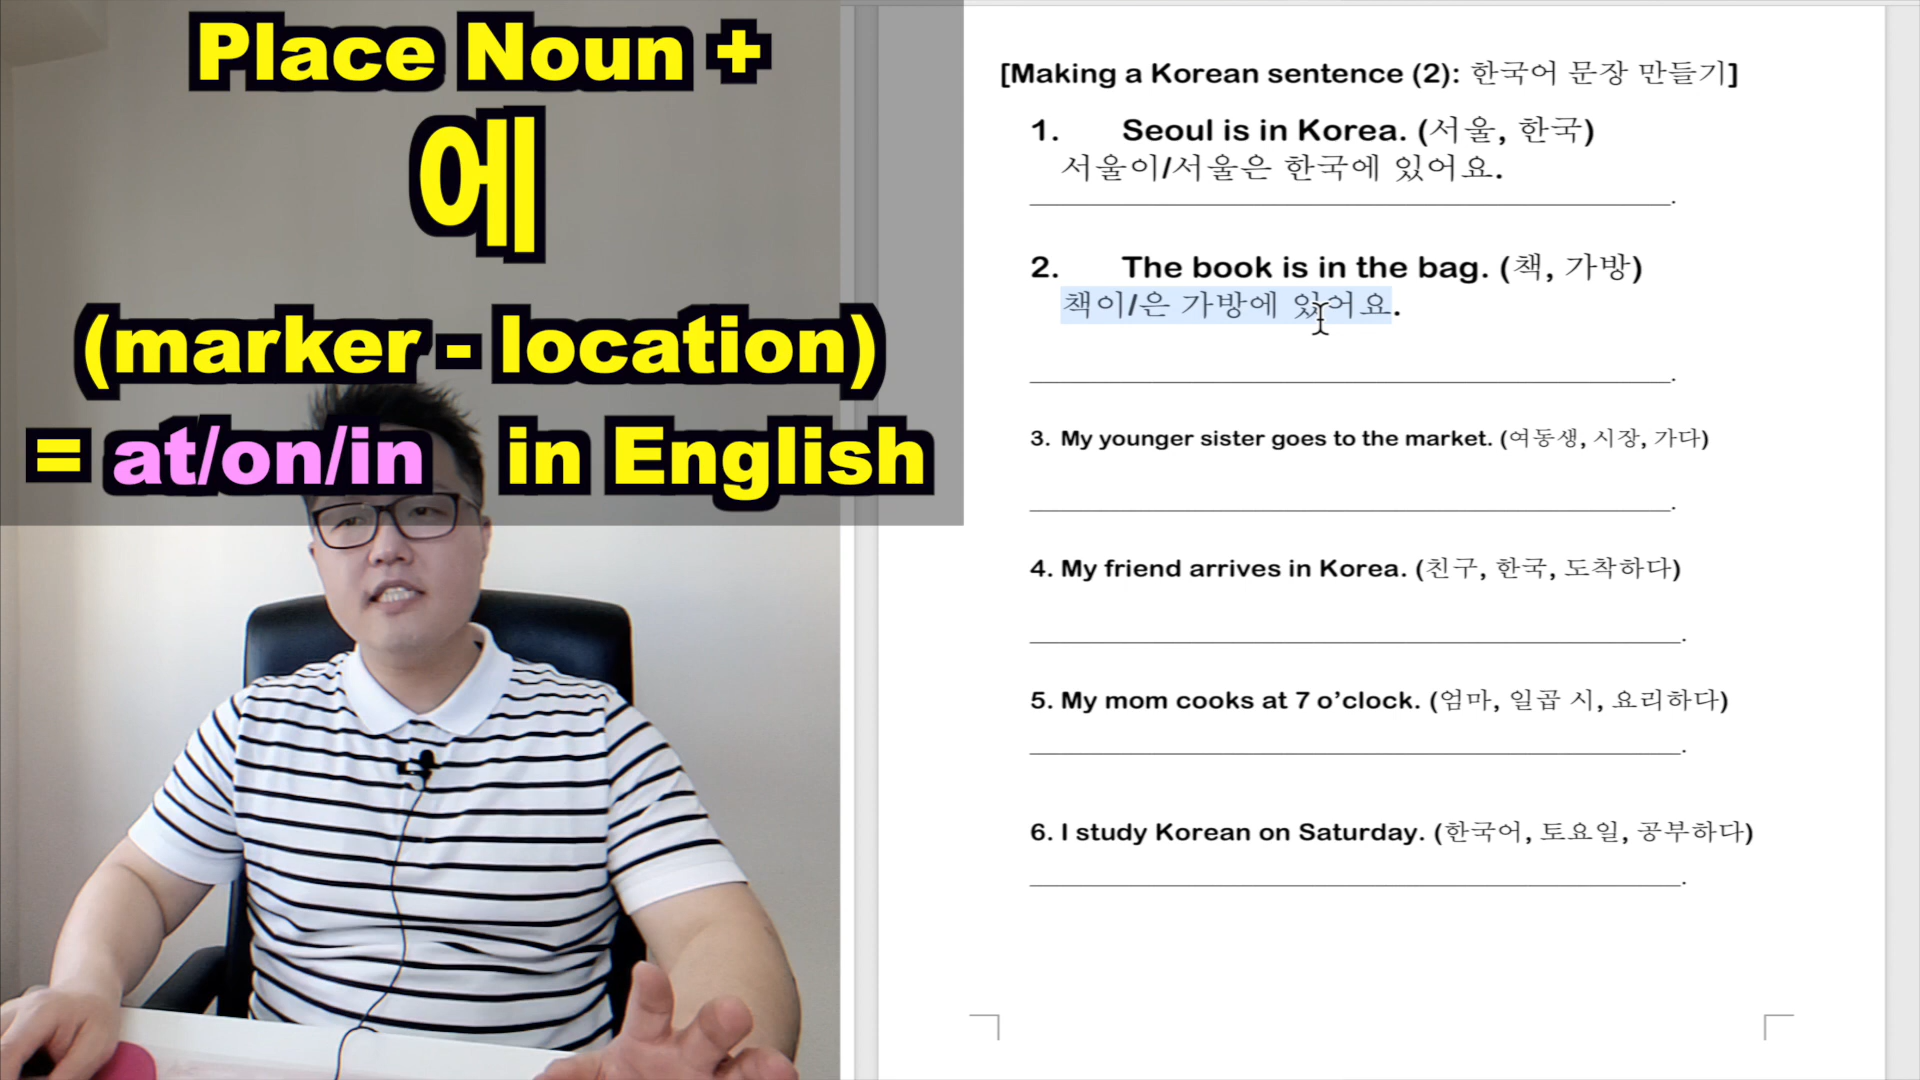 Place Noun +
에
(marker - location)
= at/on/in in English
[Making a Korean sentence (2): 한국어 문장 만들기]
1. Seoul is in Korea. (서울, 한국)
서울이/서울은 한국에 있어요.
2. The book is in the bag. (책, 가방)
책이/은 가방에 있어요.
3. My younger sister goes to the market. (여동생, 시장, 가다)
4. My friend arrives in Korea. (친구, 한국, 도착하다)
5. My mom cooks at 7 o’clock. (엄마, 일곱 시, 요리하다)
6. I study Korean on Saturday. (한국어, 토요일, 공부하다)